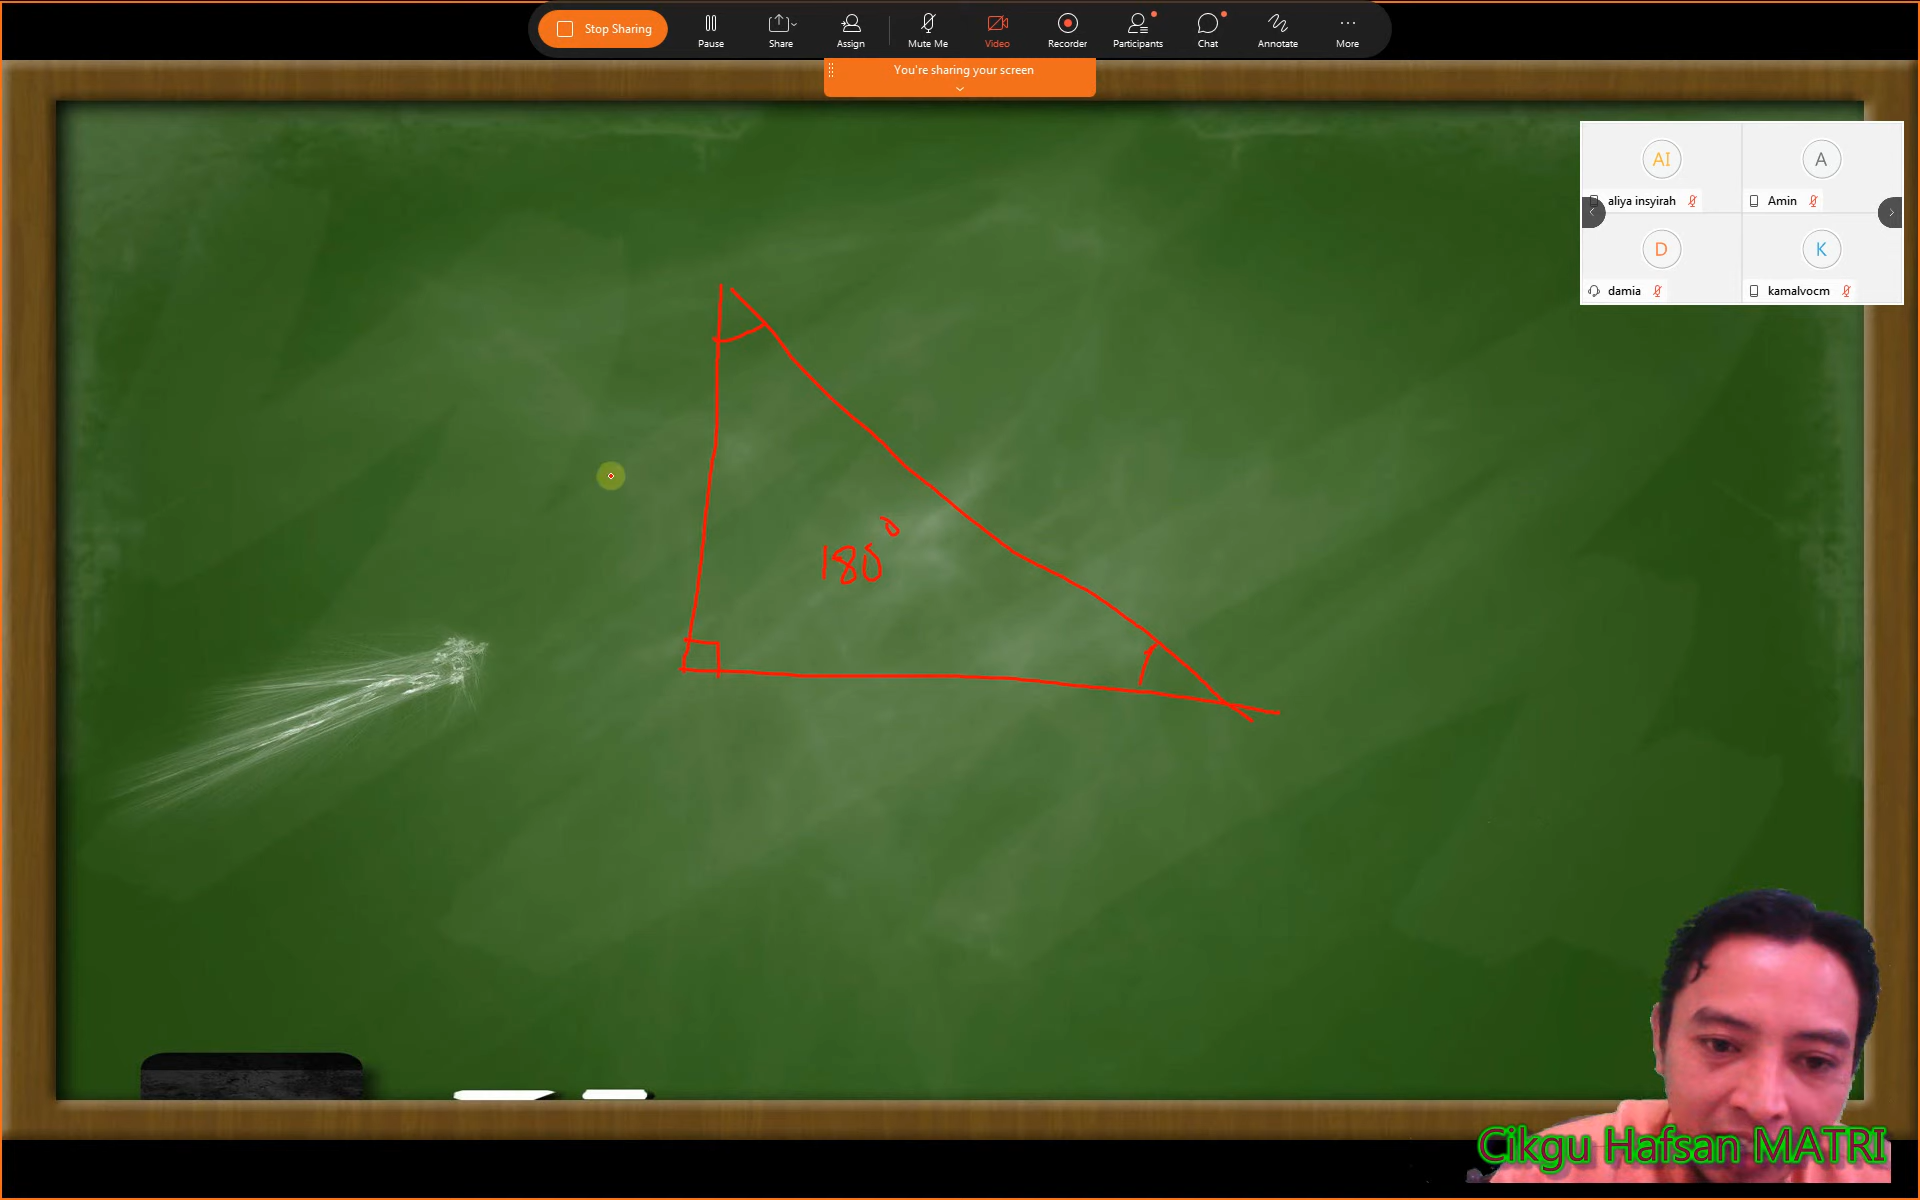 Stop Sharing
Pause
Share
Assign
Mute Me
Video
Recorder
Participants
Chat
Annotate
More
You're sharing your screen
AI
A
aliya insyirah
Amin
D
K
damia
kamalvocm
180°
Cikgu Hafsan MATRI